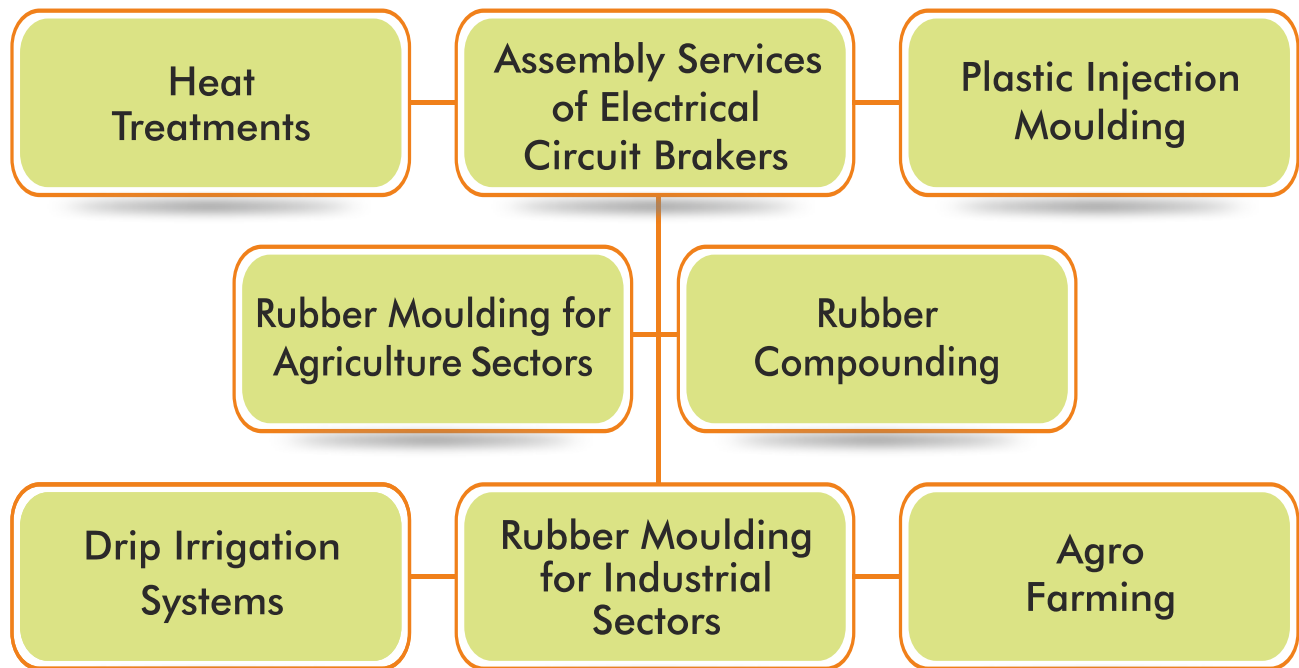 Heat
Treatments
Assembly Services
of Electrical
Circuit Brakers
Plastic Injection
Moulding
Rubber Moulding for
Agriculture Sectors
Rubber
Compounding
Drip Irrigation
Systems
Rubber Moulding
for Industrial
Sectors
Agro
Farming